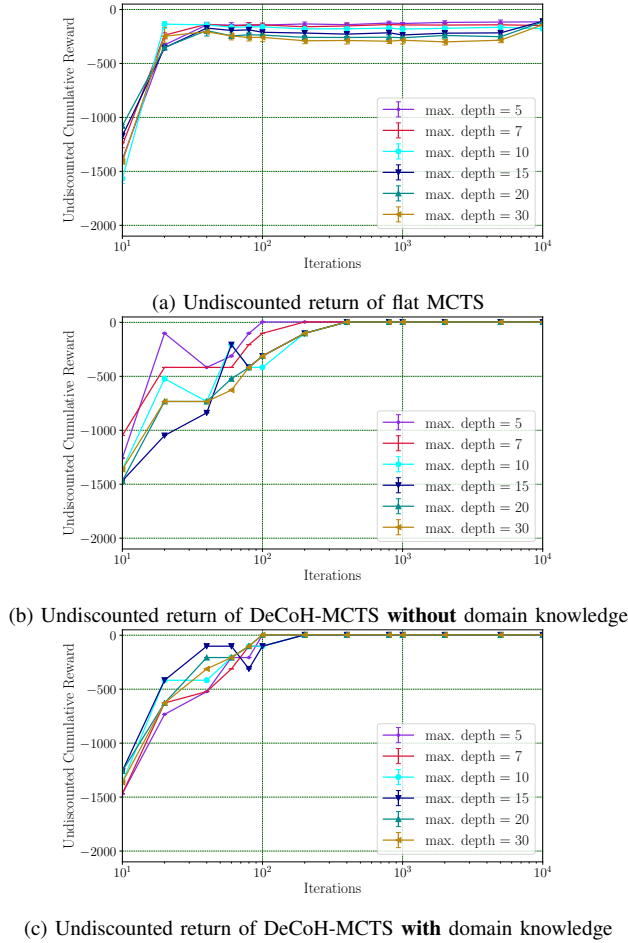 0
−500
−1000
−1500
−2000
Undiscounted Cumulative Reward
max. depth = 5
max. depth = 7
max. depth = 10
max. depth = 15
max. depth = 20
max. depth = 30
10^1 10^2 10^3 10^4
Iterations
(a) Undiscounted return of flat MCTS
0
−500
−1000
−1500
−2000
Undiscounted Cumulative Reward
max. depth = 5
max. depth = 7
max. depth = 10
max. depth = 15
max. depth = 20
max. depth = 30
10^1 10^2 10^3 10^4
Iterations
(b) Undiscounted return of DeCoH-MCTS without domain knowledge
0
−500
−1000
−1500
−2000
Undiscounted Cumulative Reward
max. depth = 5
max. depth = 7
max. depth = 10
max. depth = 15
max. depth = 20
max. depth = 30
10^1 10^2 10^3 10^4
Iterations
(c) Undiscounted return of DeCoH-MCTS with domain knowledge